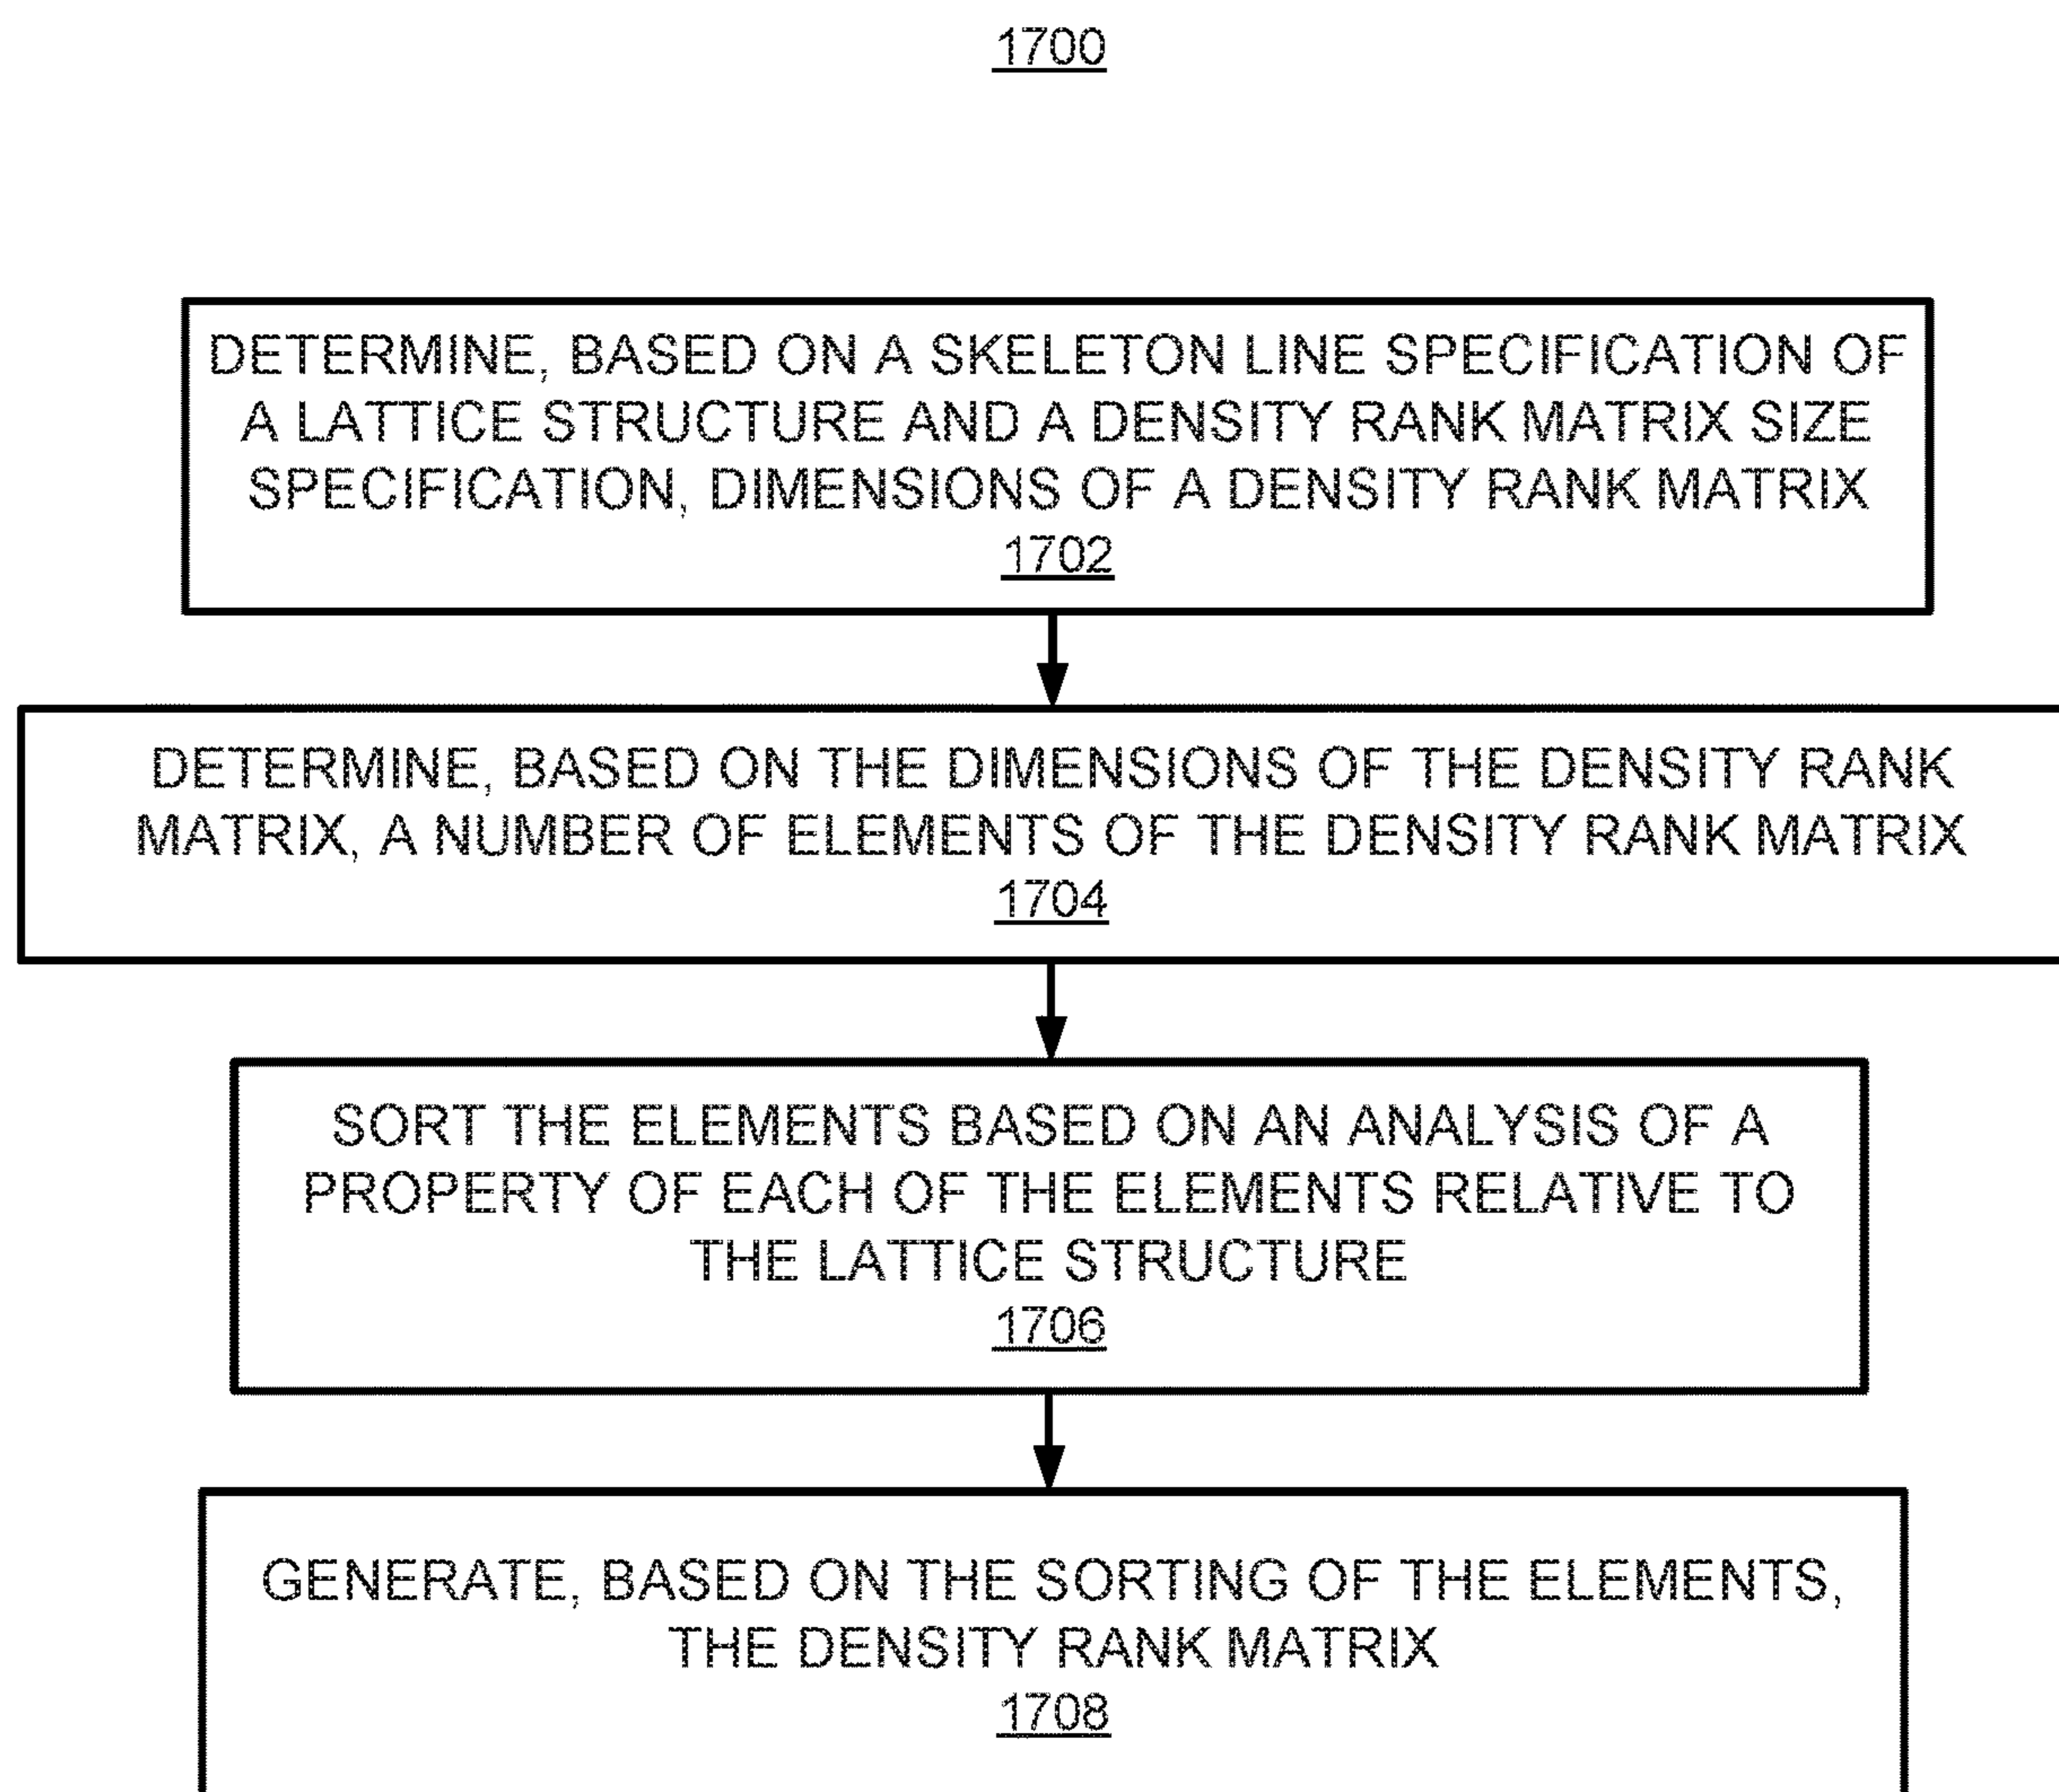 1700
DETERMINE, BASED ON A SKELETON LINE SPECIFICATION OF
A LATTICE STRUCTURE AND A DENSITY RANK MATRIX SIZE
SPECIFICATION, DIMENSIONS OF A DENSITY RANK MATRIX
1702
DETERMINE, BASED ON THE DIMENSIONS OF THE DENSITY RANK
MATRIX, A NUMBER OF ELEMENTS OF THE DENSITY RANK MATRIX
1704
SORT THE ELEMENTS BASED ON AN ANALYSIS OF A
PROPERTY OF EACH OF THE ELEMENTS RELATIVE TO
THE LATTICE STRUCTURE
1706
GENERATE, BASED ON THE SORTING OF THE ELEMENTS,
THE DENSITY RANK MATRIX
1708